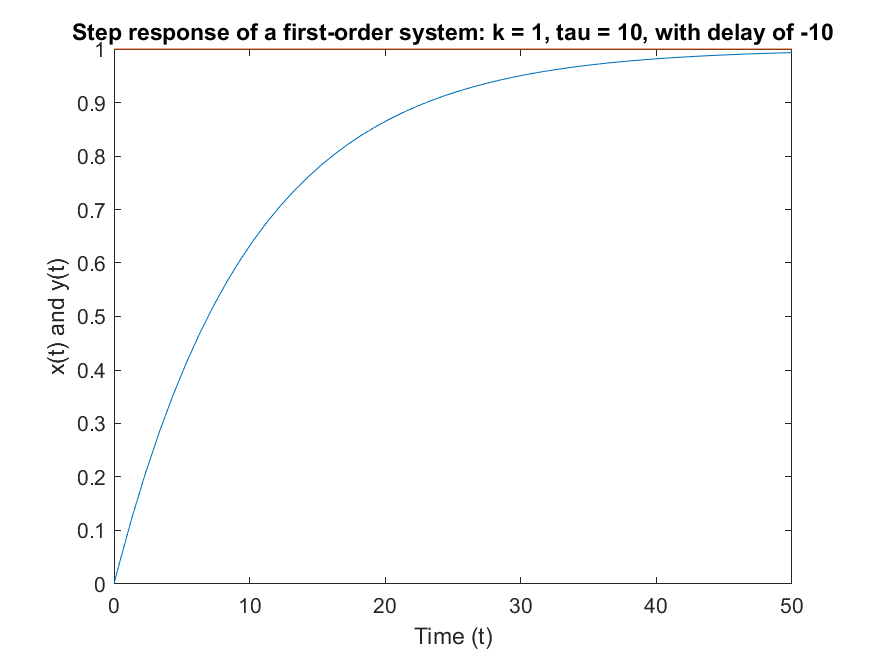 Step response of a first-order system: k = 1, tau = 10, with delay of -10
1
0.9
0.8
0.7
0.6
0.5
0.4
0.3
0.2
0.1
0
x(t) and y(t)
0 10 20 30 40 50
Time (t)